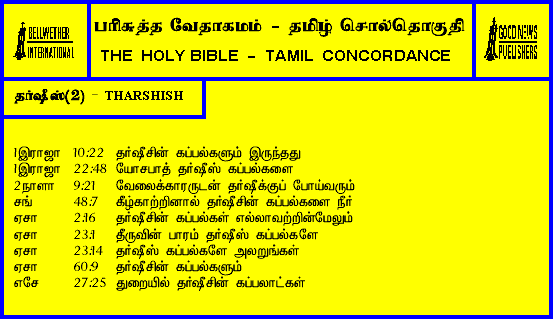 BELLWETHER
INTERNATIONAL
பரிசுத்த வேதாகமம் - தமிழ் சொல்தொகுதி
THE HOLY BIBLE - TAMIL CONCORDANCE
GOOD NEWS
PUBLISHERS
தர்ஷீஸ்(2) - THARSHISH
1இராஜா 10:22 தர்ஷீசின் கப்பல்களும் இருந்தது
1இராஜா 22:48 யோசபாத் தர்ஷீஸ் கப்பல்களை
2நாளா 9:21 வேலைக்காரருடன் தர்ஷீக்குப் போய்வரும்
சங் 48:7 கீழ்காற்றினால் தர்ஷீசின் கப்பல்களை நீர்
ஏசா 2:16 தர்ஷீசின் கப்பல்கள் எல்லாவற்றின்மேலும்
ஏசா 23:1 தீருவின் பாரம் தர்ஷீஸ் கப்பல்களே
ஏசா 23:14 தர்ஷீஸ் கப்பல்களே அலறுங்கள்
ஏசா 60:9 தர்ஷீசின் கப்பல்களும்
எசே 27:25 துறையில் தர்ஷீசின் கப்பலாட்கள்